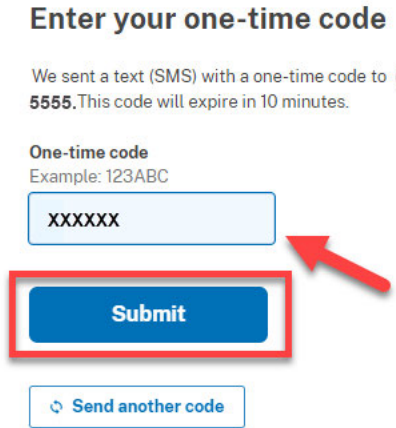 Enter your one-time code
We sent a text (SMS) with a one-time code to
5555.This code will expire in 10 minutes.
One-time code
Example: 123ABC
XXXXXX
Submit
Send another code